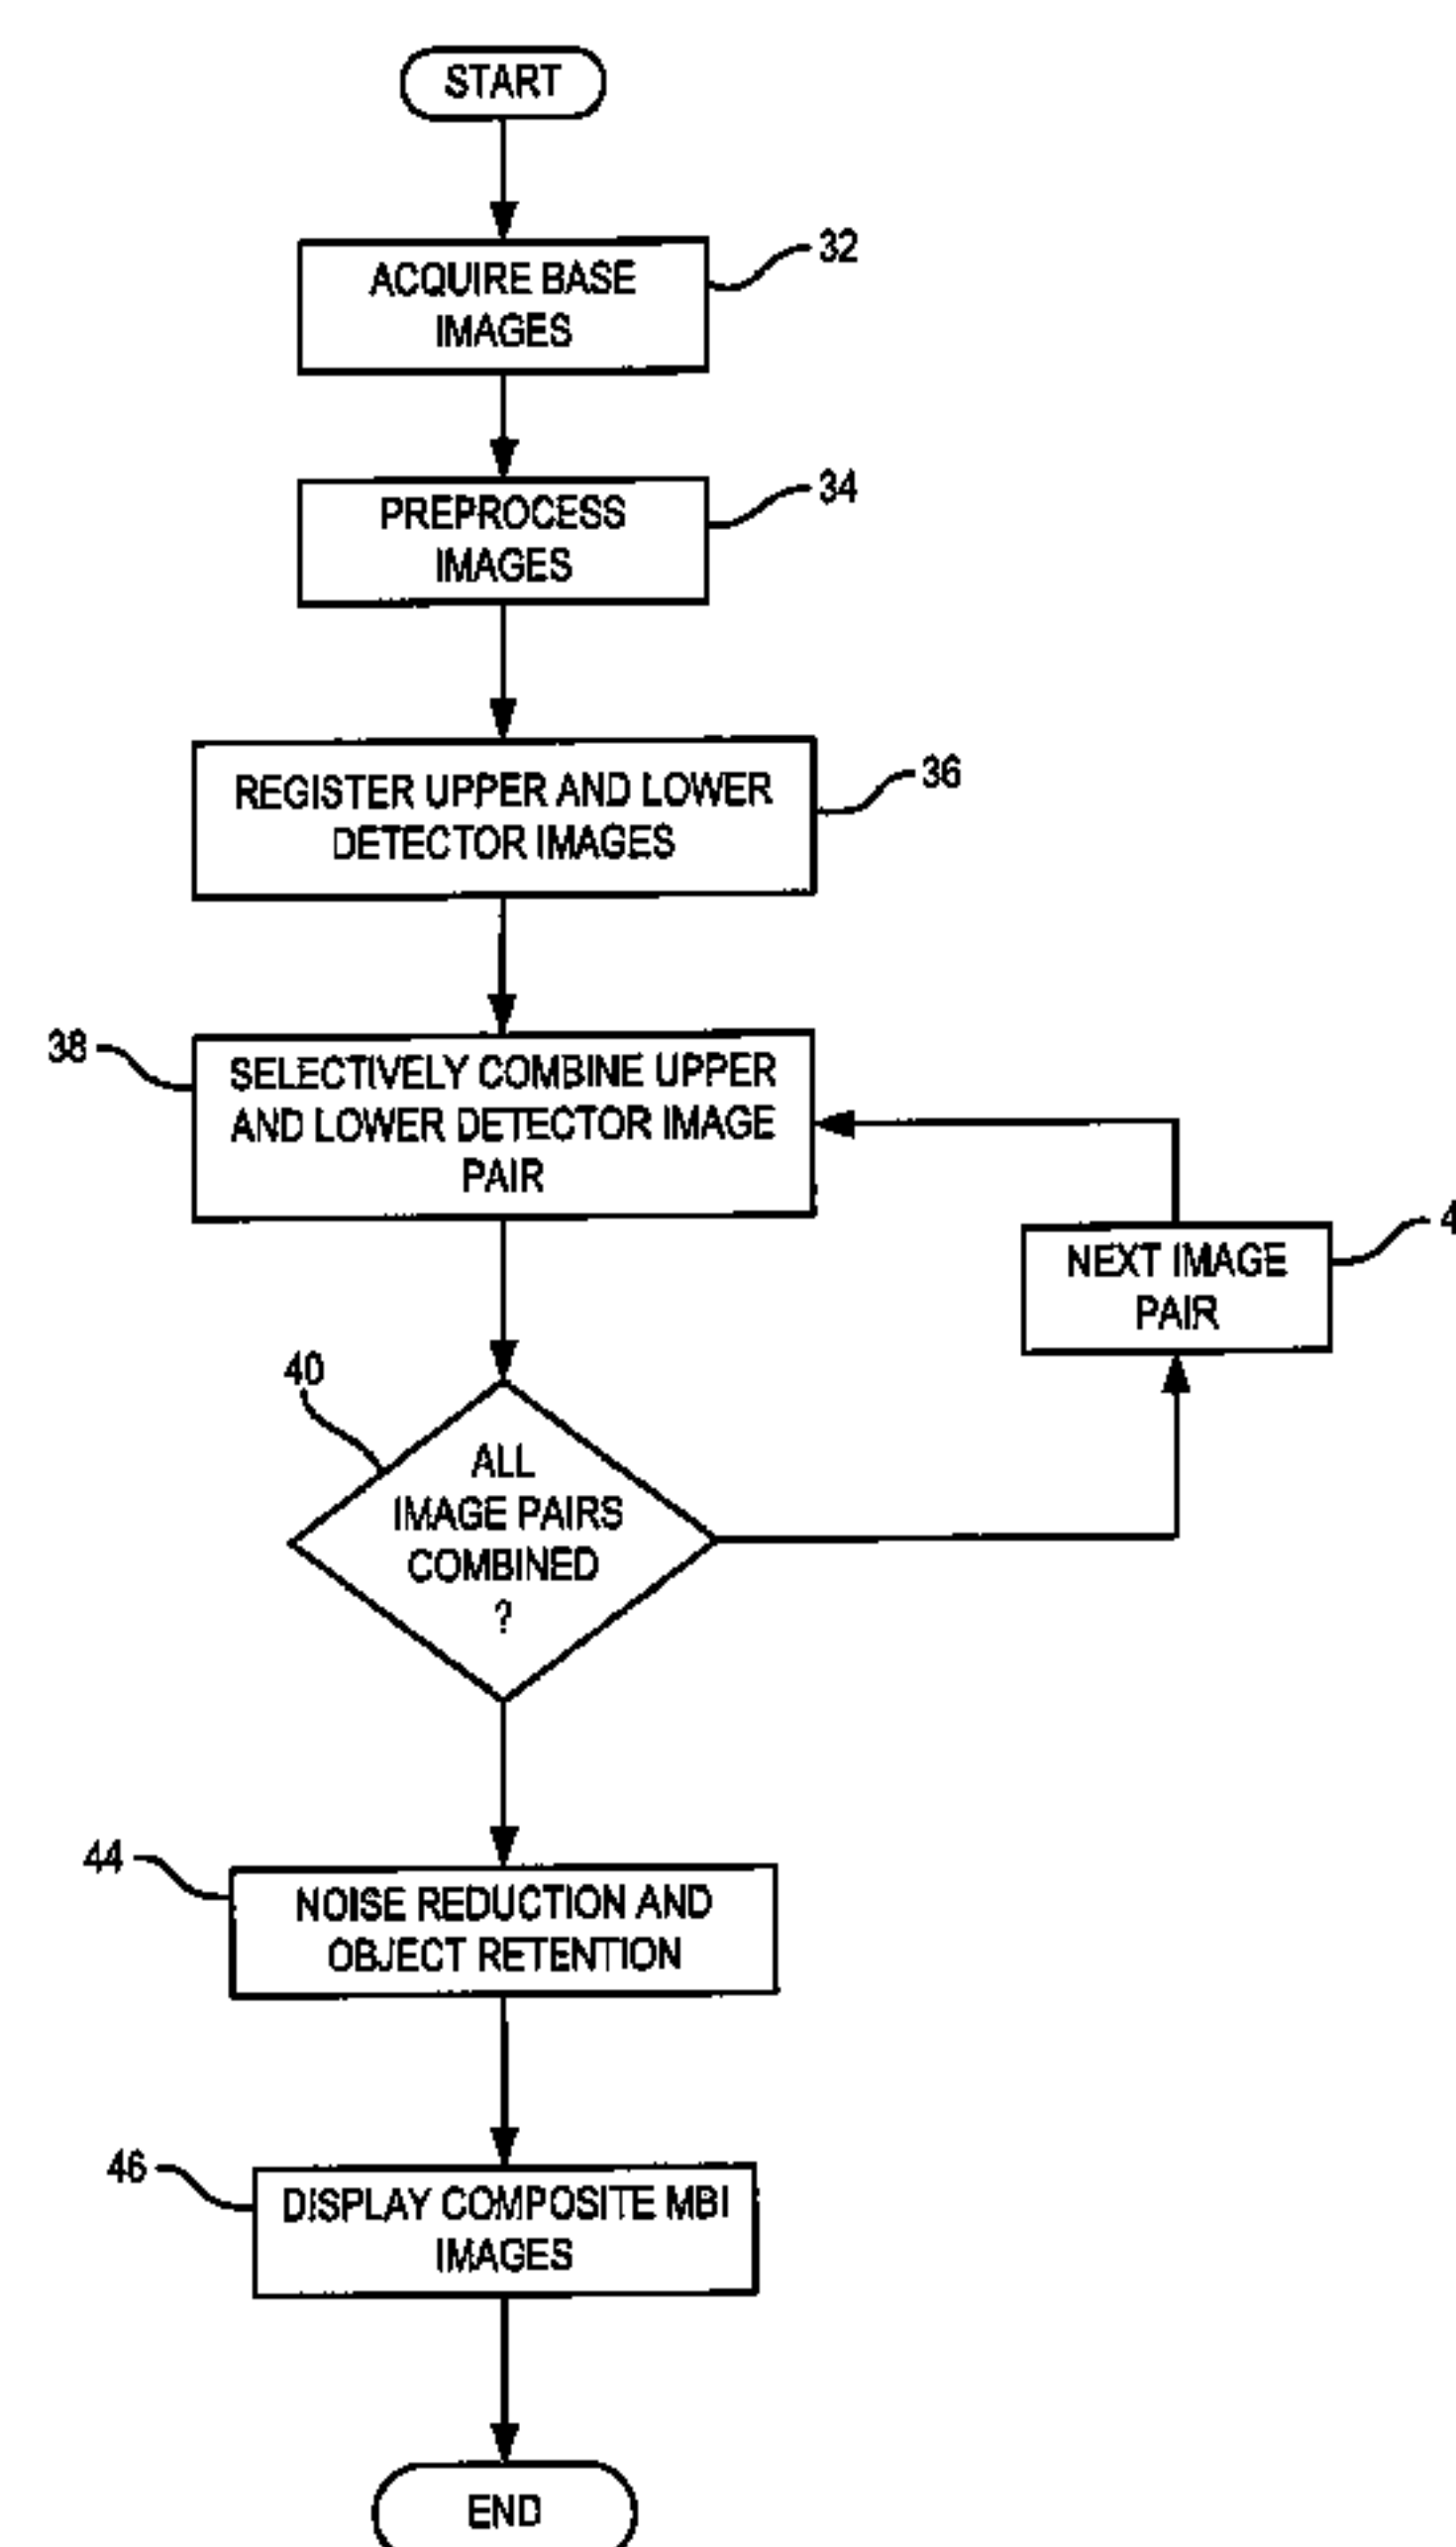 START
ACQUIRE BASE
IMAGES
32
PREPROCESS
IMAGES
34
REGISTER UPPER AND LOWER
DETECTOR IMAGES
36
38
SELECTIVELY COMBINE UPPER
AND LOWER DETECTOR IMAGE
PAIR
NEXT IMAGE
PAIR
40
ALL
IMAGE PAIRS
COMBINED
?
44
NOISE REDUCTION AND
OBJECT RETENTION
46
DISPLAY COMPOSITE MBI
IMAGES
END